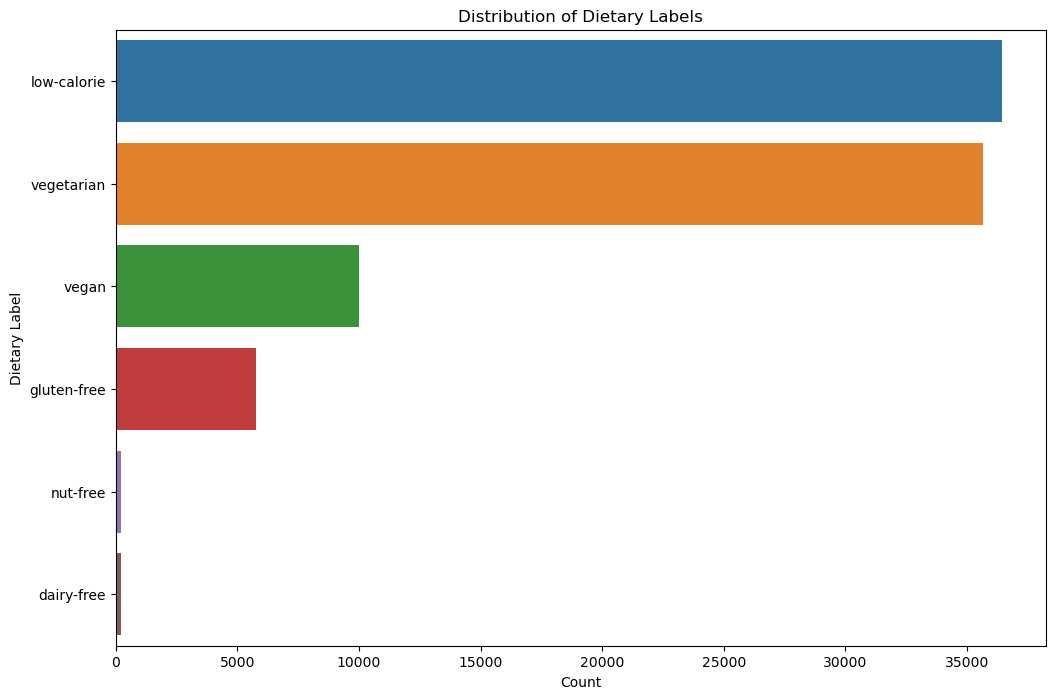 Distribution of Dietary Labels
low-calorie
vegetarian
vegan
gluten-free
nut-free
dairy-free
Dietary Label
0 5000 10000 15000 20000 25000 30000 35000
Count